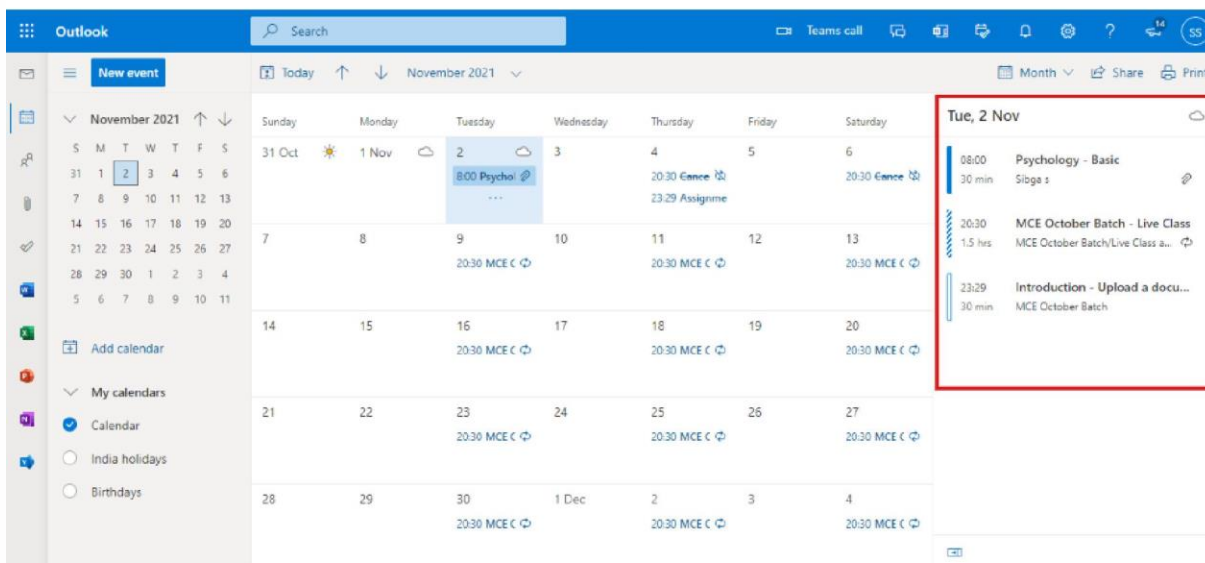 Outlook
Search
Teams call
14
SS
New event
Today
November 2021
Month
Share
Print
November 2021
S M T W T F S
31 1 2 3 4 5 6
7 8 9 10 11 12 13
14 15 16 17 18 19 20
21 22 23 24 25 26 27
28 29 30 1 2 3 4
5 6 7 8 9 10 11
Add calendar
My calendars
Calendar
India holidays
Birthdays
Sunday Monday Tuesday Wednesday Thursday Friday Saturday
31 Oct 1 Nov 2 3 4 5 6
8:00 Psychol 20:30 Cance 20:30 Cance
... 23:29 Assignme
7 8 9 10 11 12 13
20:30 MCE C 20:30 MCE C 20:30 MCE C
14 15 16 17 18 19 20
20:30 MCE C 20:30 MCE C 20:30 MCE C
21 22 23 24 25 26 27
20:30 MCE C 20:30 MCE C 20:30 MCE C
28 29 30 1 Dec 2 3 4
20:30 MCE C 20:30 MCE C 20:30 MCE C
Tue, 2 Nov
08:00 Psychology - Basic
30 min Sibga s
20:30 MCE October Batch - Live Class
1.5 hrs MCE October Batch/Live Class a...
23:29 Introduction - Upload a docu...
30 min MCE October Batch